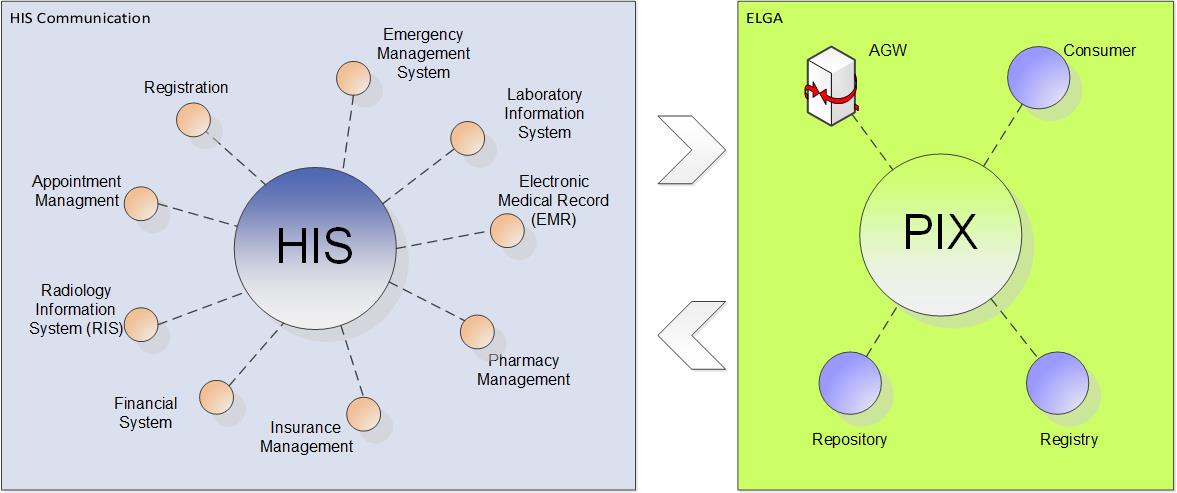 HIS Communication
Emergency
Management
System
Registration
Laboratory
Information
System
Appointment
Managment
Electronic
Medical Record
(EMR)
HIS
Radiology
Information
System (RIS)
Pharmacy
Management
Financial
System
Insurance
Management
ELGA
AGW
Consumer
PIX
Repository
Registry